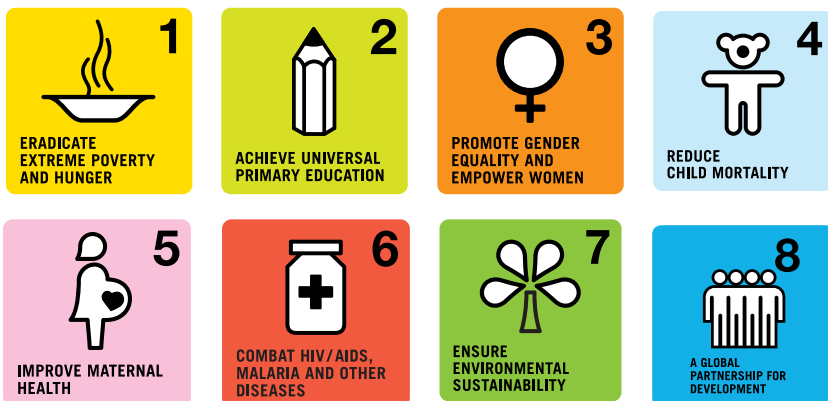 1
ERADICATE
EXTREME POVERTY
AND HUNGER
2
ACHIEVE UNIVERSAL
PRIMARY EDUCATION
3
PROMOTE GENDER
EQUALITY AND
EMPOWER WOMEN
4
REDUCE
CHILD MORTALITY
5
IMPROVE MATERNAL
HEALTH
6
COMBAT HIV/AIDS,
MALARIA AND OTHER
DISEASES
7
ENSURE
ENVIRONMENTAL
SUSTAINABILITY
8
A GLOBAL
PARTNERSHIP FOR
DEVELOPMENT